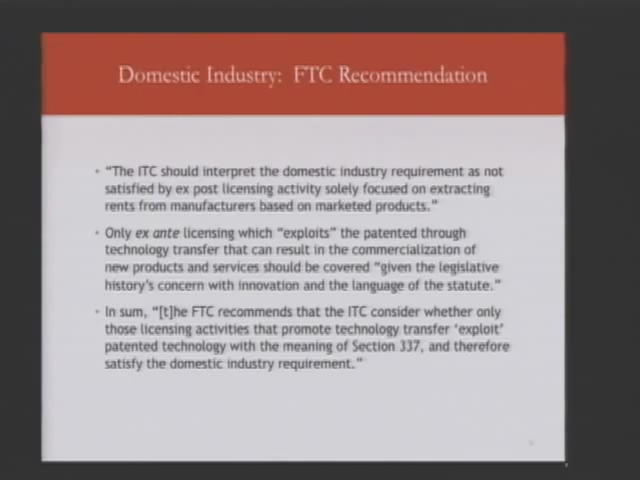 Domestic Industry: FTC Recommendation
• “The ITC should interpret the domestic industry requirement as not
satisfied by ex post licensing activity solely focused on extracting
rents from manufacturers based on marketed products.”
• Only ex ante licensing which “exploits” the patented through
technology transfer that can result in the commercialization of
new products and services should be covered “given the legislative
history’s concern with innovation and the language of the statute.”
• In sum, “[t]he FTC recommends that the ITC consider whether only
those licensing activities that promote technology transfer ‘exploit’
patented technology with the meaning of Section 337, and therefore
satisfy the domestic industry requirement.”